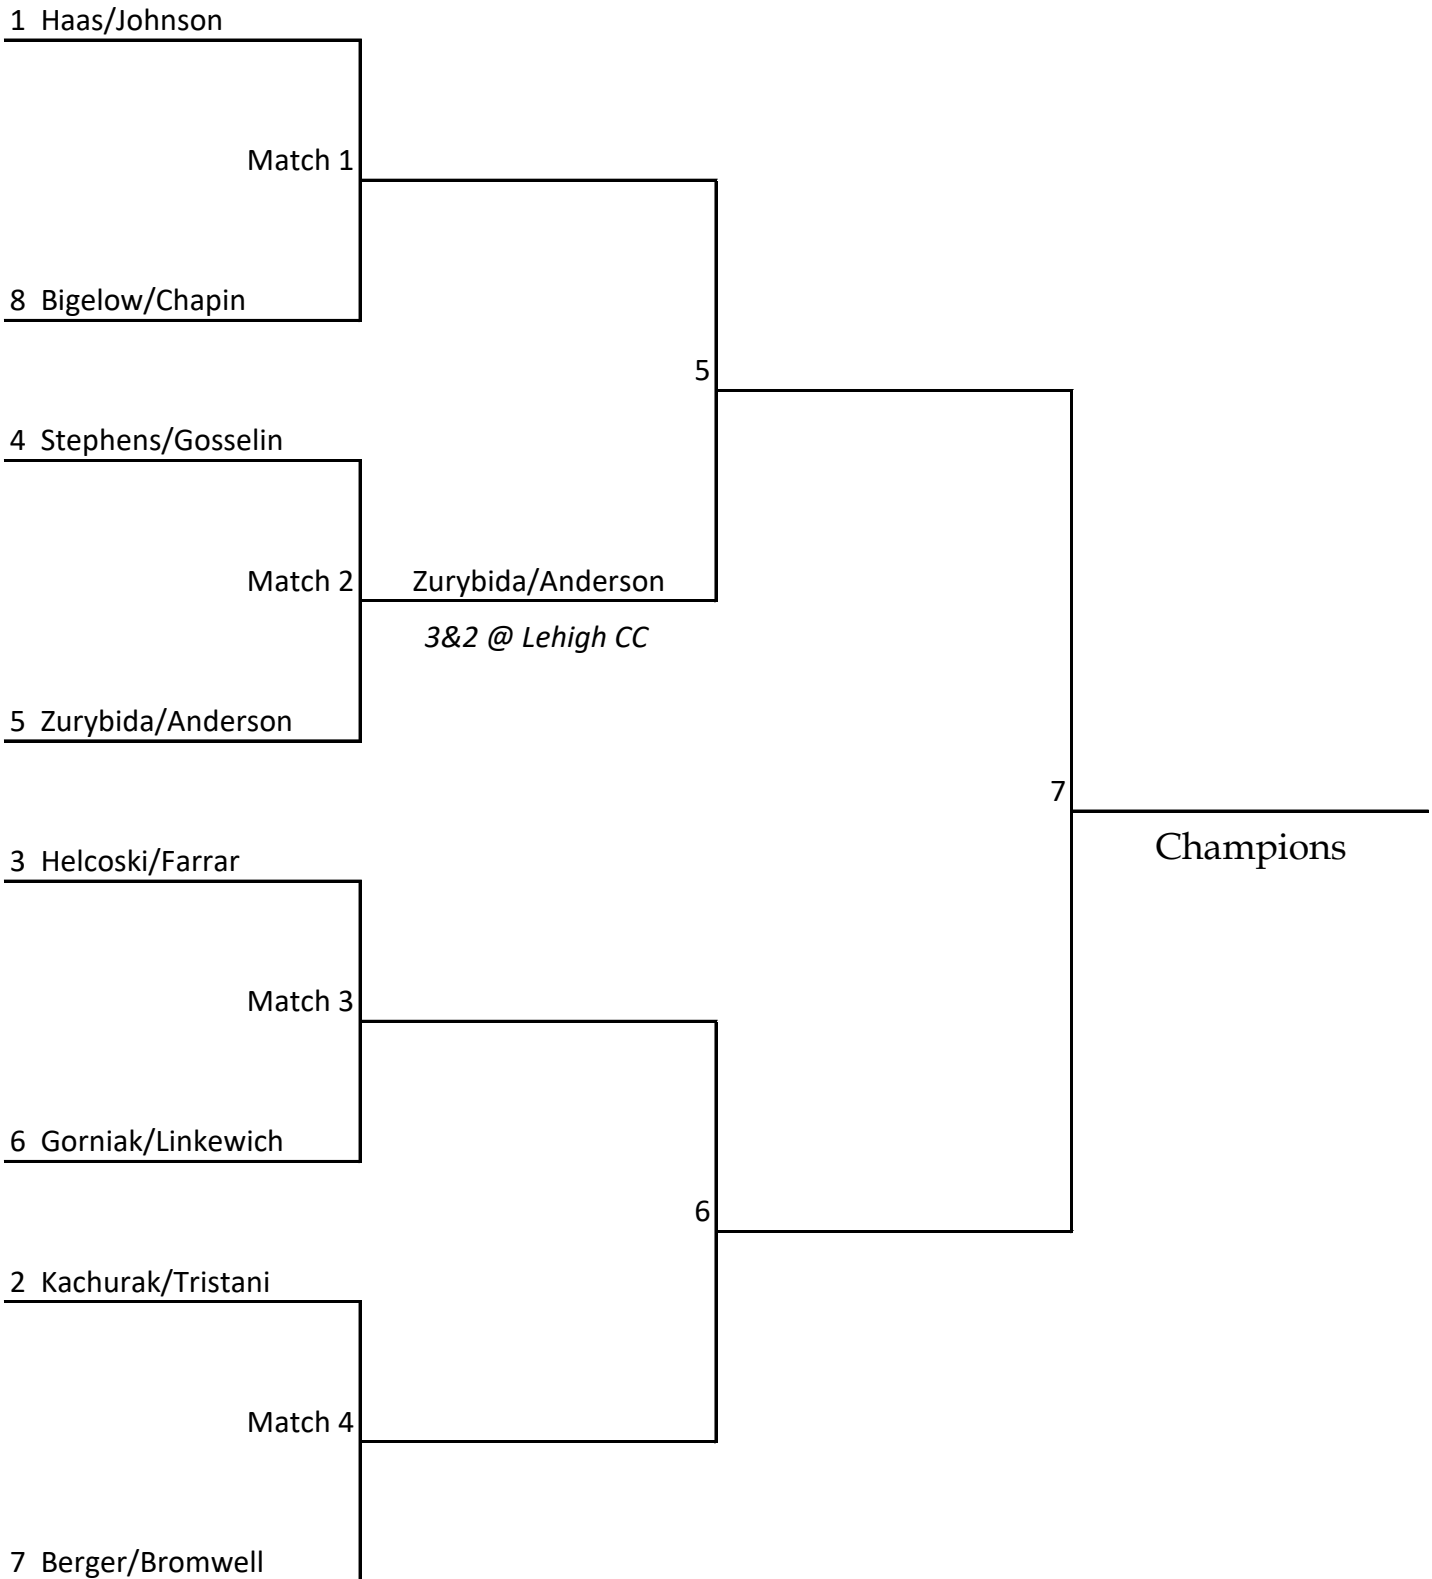 1 Haas/Johnson
Match 1
8 Bigelow/Chapin
5
4 Stephens/Gosselin
Match 2
Zurybida/Anderson
3&2 @ Lehigh CC
5 Zurybida/Anderson
7
Champions
3 Helcoski/Farrar
Match 3
6 Gorniak/Linkewich
6
2 Kachurak/Tristani
Match 4
7 Berger/Bromwell